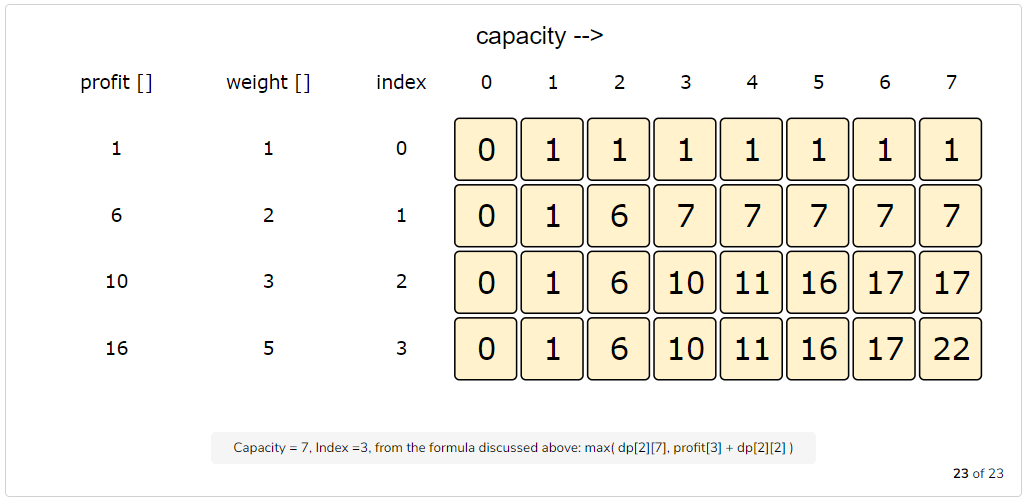 capacity -->
profit [] weight [] index 0 1 2 3 4 5 6 7
1 1 0 0 1 1 1 1 1 1 1
6 2 1 0 1 6 7 7 7 7 7
10 3 2 0 1 6 10 11 16 17 17
16 5 3 0 1 6 10 11 16 17 22
Capacity = 7, Index =3, from the formula discussed above: max( dp[2][7], profit[3] + dp[2][2] )
23 of 23